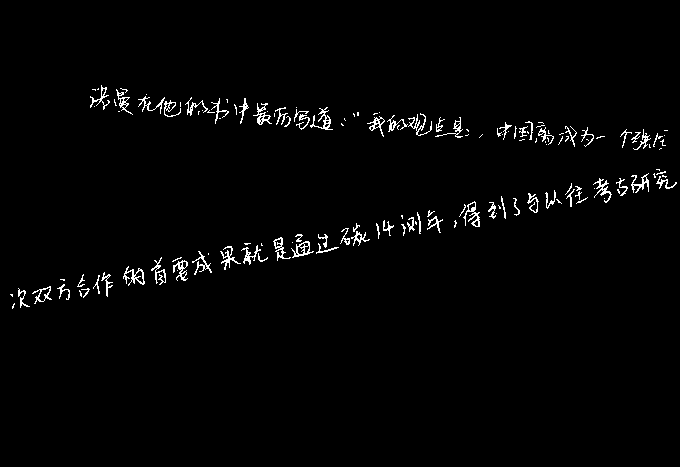 洪曼在他的书中最后写道："我的观点是，中国离成为一个强大
次双方合作的首要成果就是通过碳14测年，得到了与以往考古研究